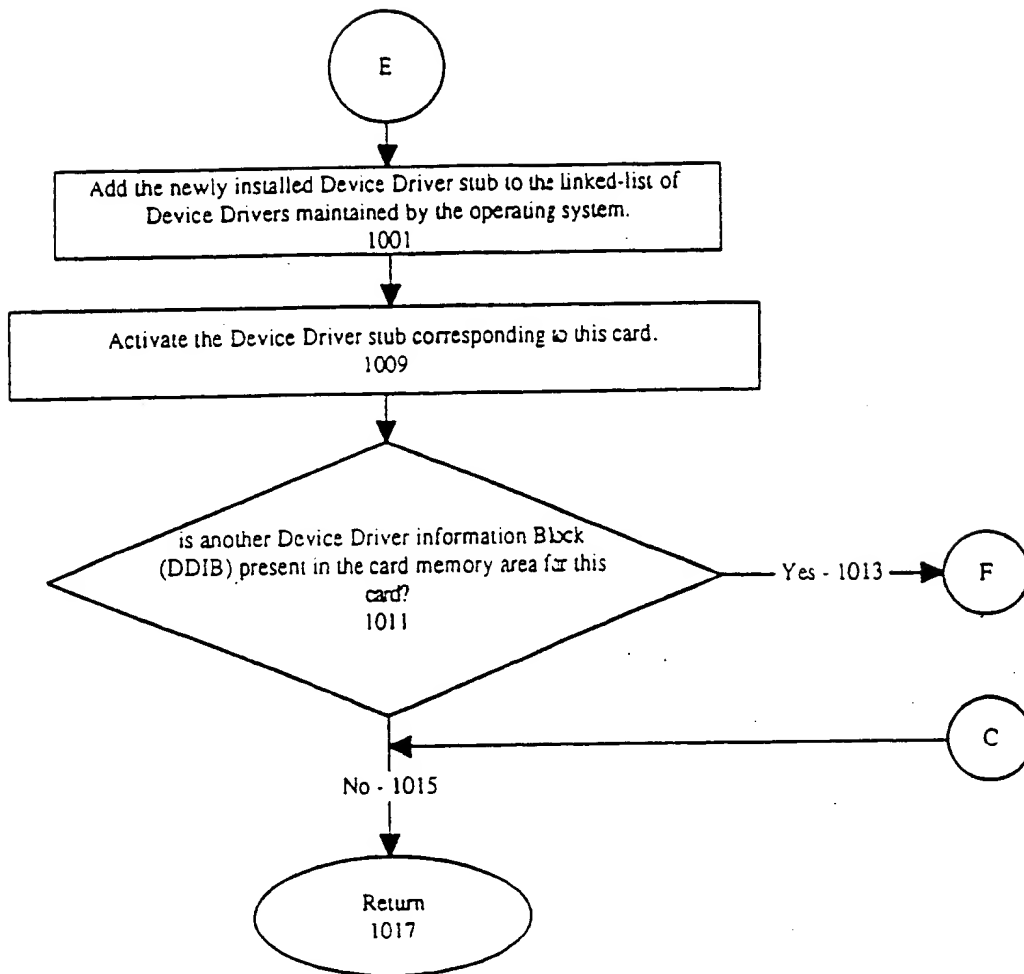 E
Add the newly installed Device Driver stub to the linked-list of
Device Drivers maintained by the operating system.
1001
Activate the Device Driver stub corresponding to this card.
1009
is another Device Driver information Block
(DDIB) present in the card memory area for this
card?
1011
Yes - 1013
F
C
No - 1015
Return
1017